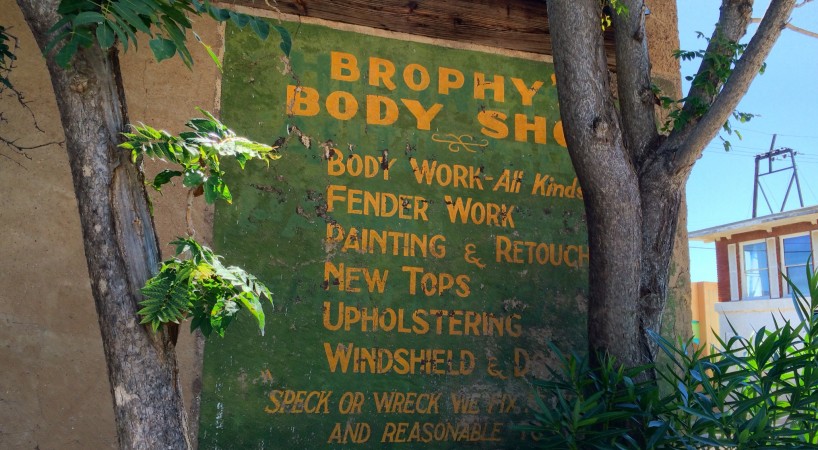 BROPHY'
BODY SHO
BODY WORK-All Kinds
FENDER WORK
PAINTING & RETOUCH
NEW TOPS
UPHOLSTERING
WINDSHIELD & D
SPECK OR WRECK WE FIX
AND REASONABLE